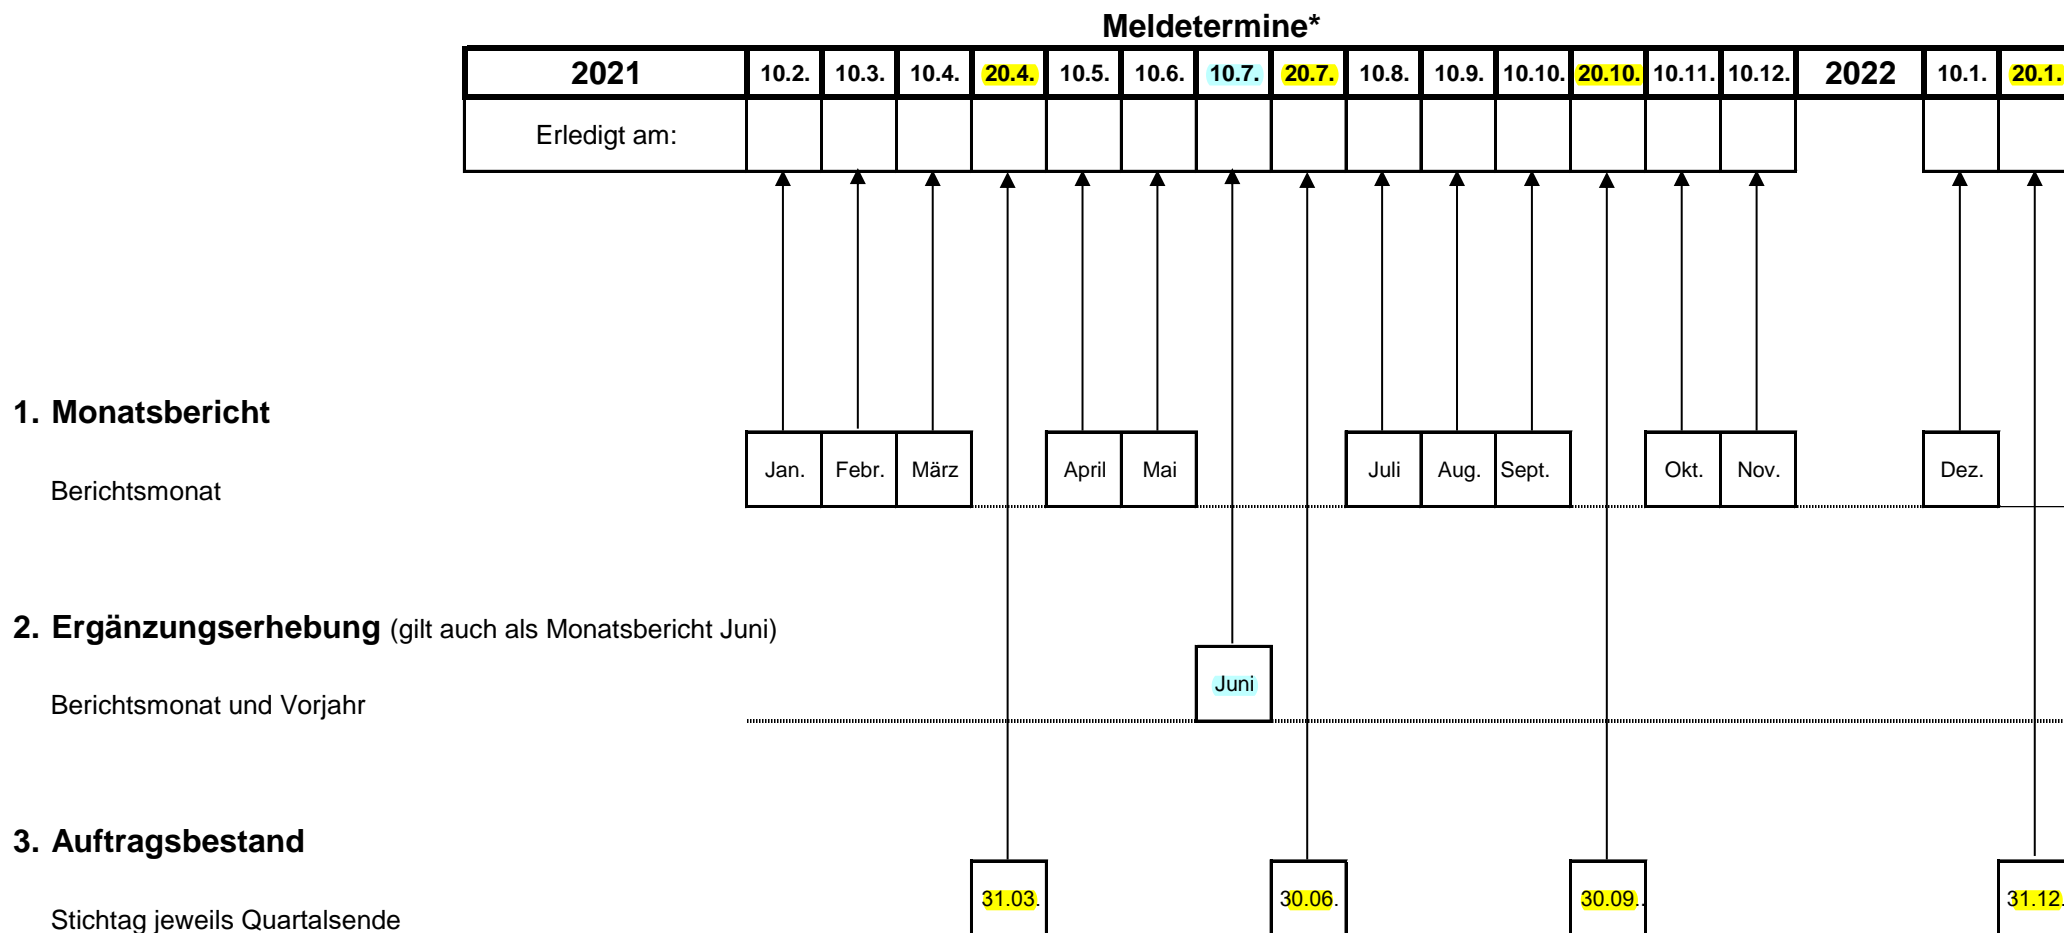 Meldetermine*
2021 10.2. 10.3. 10.4. 20.4. 10.5. 10.6. 10.7. 20.7. 10.8. 10.9. 10.10. 20.10. 10.11. 10.12. 2022 10.1. 20.1.
Erledigt am:
1. Monatsbericht
Jan. Febr. März April Mai Juli Aug. Sept. Okt. Nov. Dez.
Berichtsmonat
2. Ergänzungserhebung (gilt auch als Monatsbericht Juni)
Juni
Berichtsmonat und Vorjahr
3. Auftragsbestand
31.03. 30.06. 30.09.. 31.12.
Stichtag jeweils Quartalsende